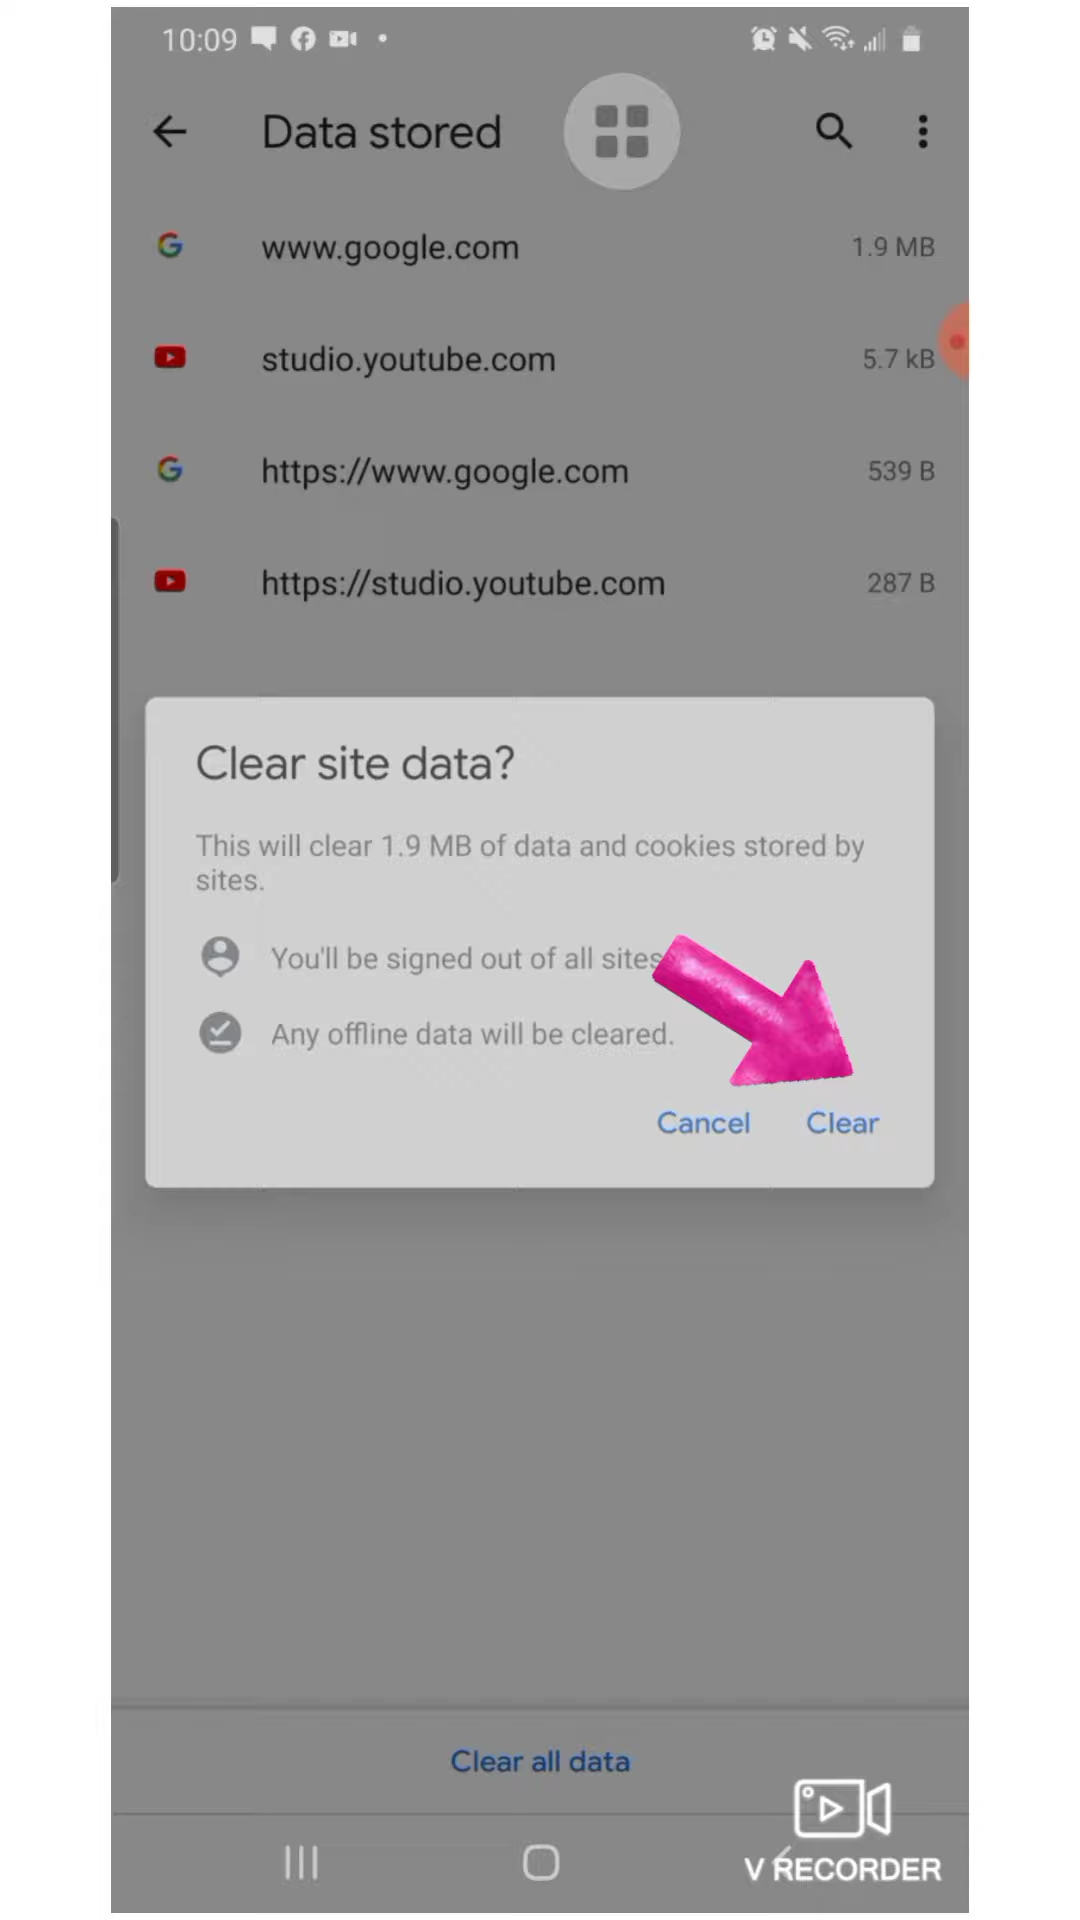 10:09
Data stored
www.google.com 1.9 MB
studio.youtube.com 5.7 kB
https://www.google.com 539 B
https://studio.youtube.com 287 B
Clear site data?
This will clear 1.9 MB of data and cookies stored by
sites.
You'll be signed out of all sites
Any offline data will be cleared.
Cancel Clear
Clear all data
V RECORDER